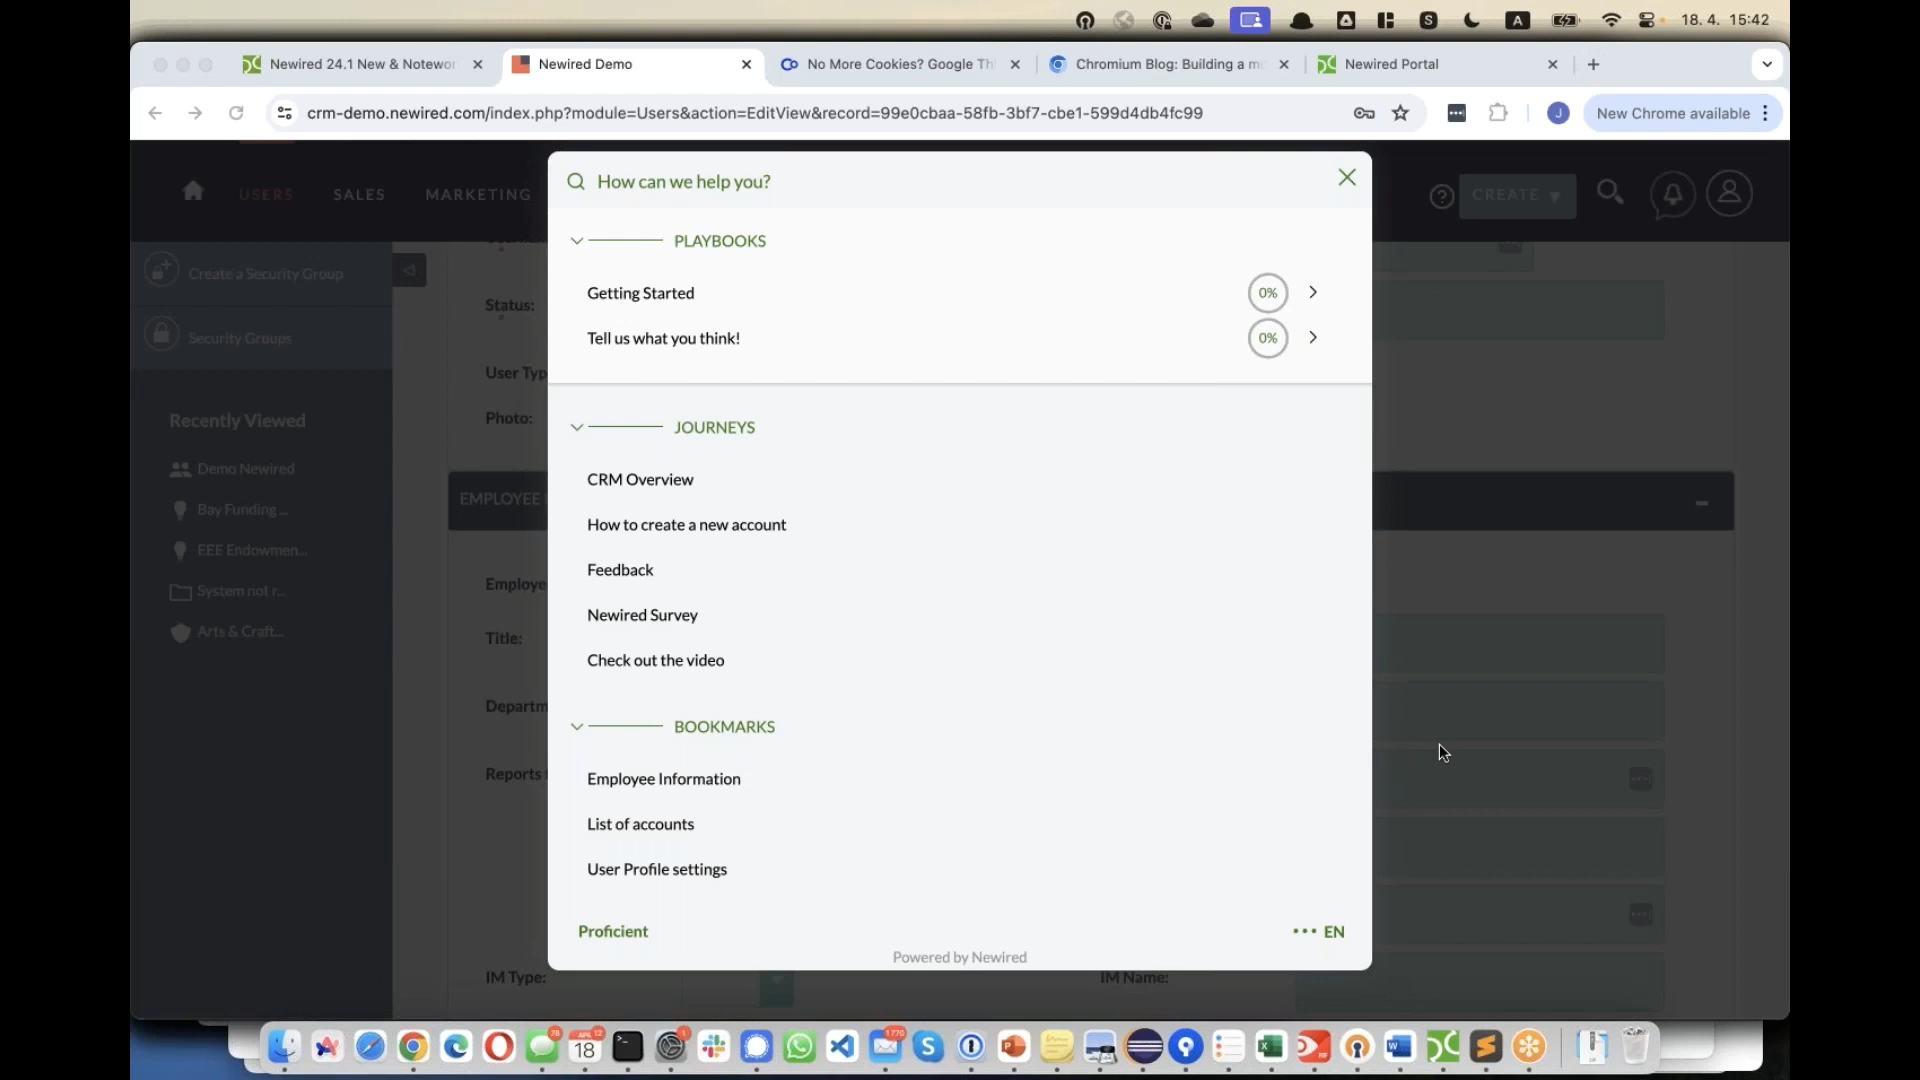 18. 4. 15:42
Newired 24.1 New & Notewor
Newired Demo
No More Cookies? Google Th
Chromium Blog: Building a m
Newired Portal
crm-demo.newired.com/index.php?module=Users&action=EditView&record=99e0cbaa-58fb-3bf7-cbe1-599d4db4fc99
J
New Chrome available
USERS
SALES
MARKETING
CREATE
How can we help you?
PLAYBOOKS
Getting Started
0%
Tell us what you think!
0%
JOURNEYS
CRM Overview
How to create a new account
Feedback
Newired Survey
Check out the video
BOOKMARKS
Employee Information
List of accounts
User Profile settings
Proficient
EN
Powered by Newired
Create a Security Group
Security Groups
Recently Viewed
Demo Newired
Bay Funding ...
EEE Endowmen...
System not r...
Arts & Craft...
Status:
User Typ
Photo:
EMPLOYEE
Employe
Title:
Departm
Reports
IM Type:
IM Name:
78
APR 12
18
1
1770